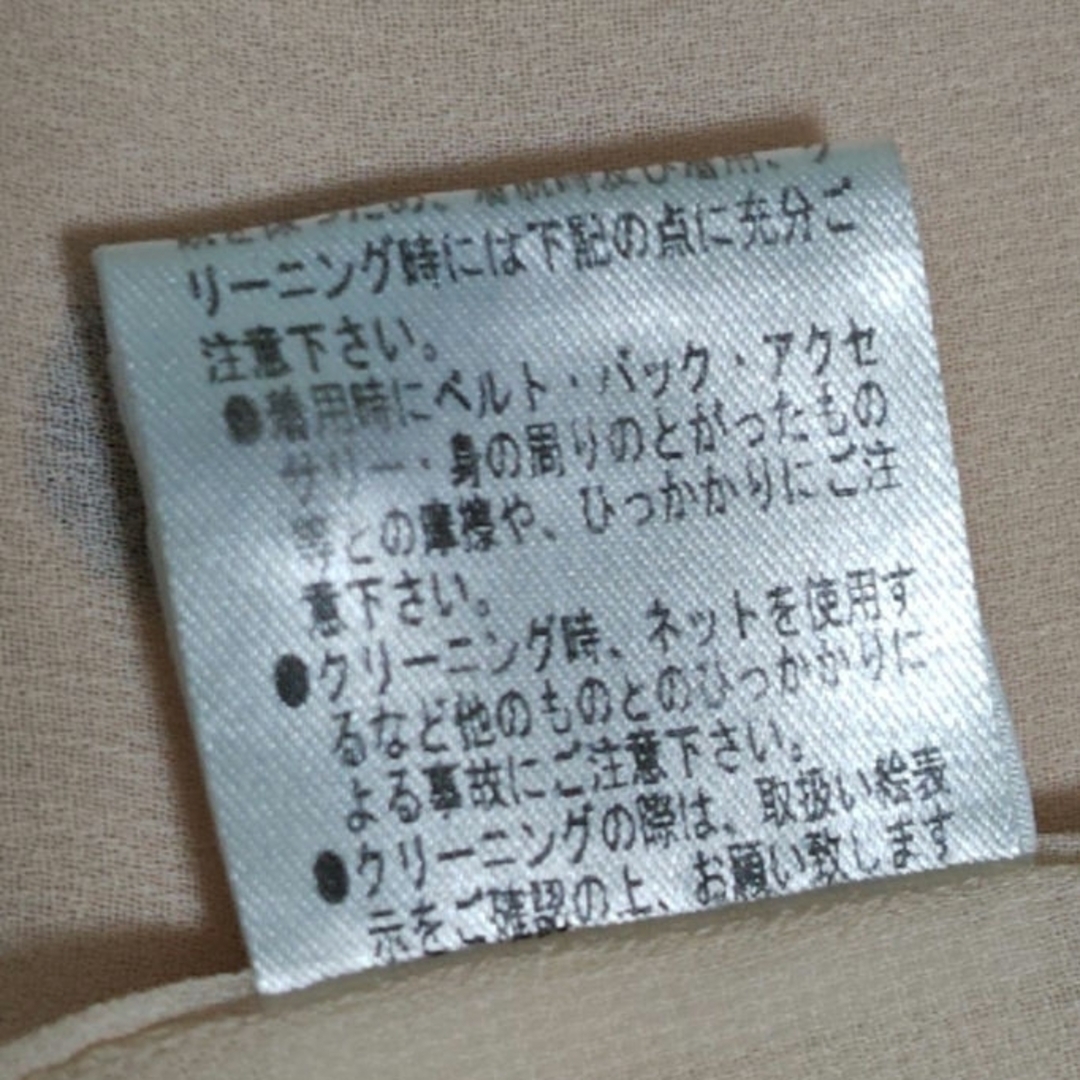 リーニング時には下記の点に充分ご
注意下さい。
●着用時にベルト・バック・アクセ
サリー・身の周りのとがったもの
等との摩擦や、ひっかかりにご注
意下さい。
●クリーニング時、ネットを使用す
るなど他のものとのひっかかりに
よる事故にご注意下さい。
●クリーニングの際は、取扱い絵表
示をご確認の上、お願い致します